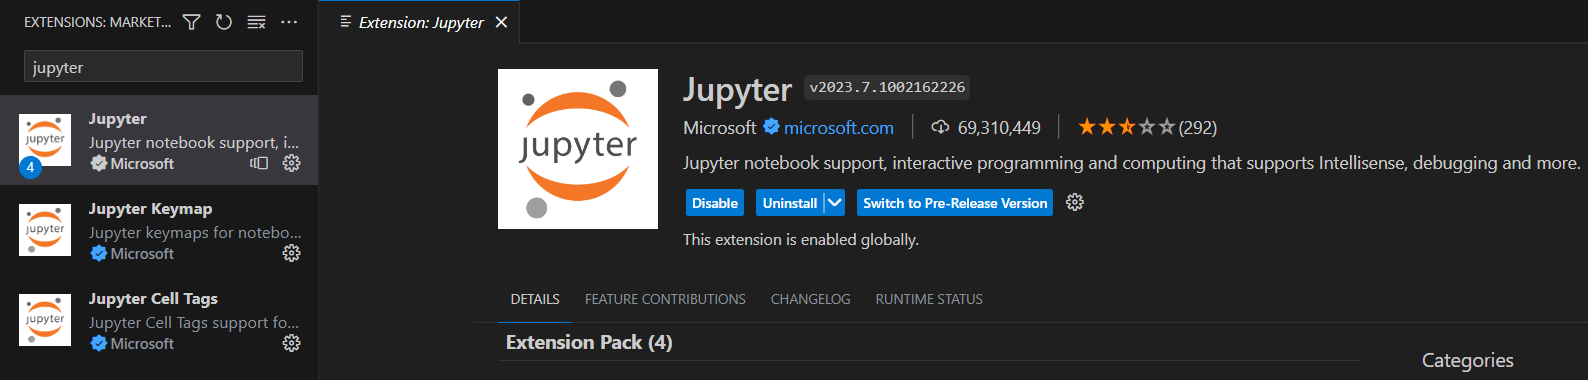 EXTENSIONS: MARKET...
jupyter
jupyter
4
Jupyter
Jupyter notebook support, i...
Microsoft
jupyter
Jupyter Keymap
Jupyter keymaps for notebo...
Microsoft
jupyter
Jupyter Cell Tags
Jupyter Cell Tags support fo...
Microsoft
Extension: Jupyter
jupyter
Jupyter v2023.7.1002162226
Microsoft microsoft.com 69,310,449 (292)
Jupyter notebook support, interactive programming and computing that supports Intellisense, debugging and more.
Disable Uninstall Switch to Pre-Release Version
This extension is enabled globally.
DETAILS FEATURE CONTRIBUTIONS CHANGELOG RUNTIME STATUS
Extension Pack (4)
Categories